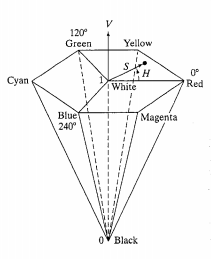 V
120°
Green
Yellow
S
H
0°
Cyan
1
White
Red
Blue
240°
Magenta
0
Black